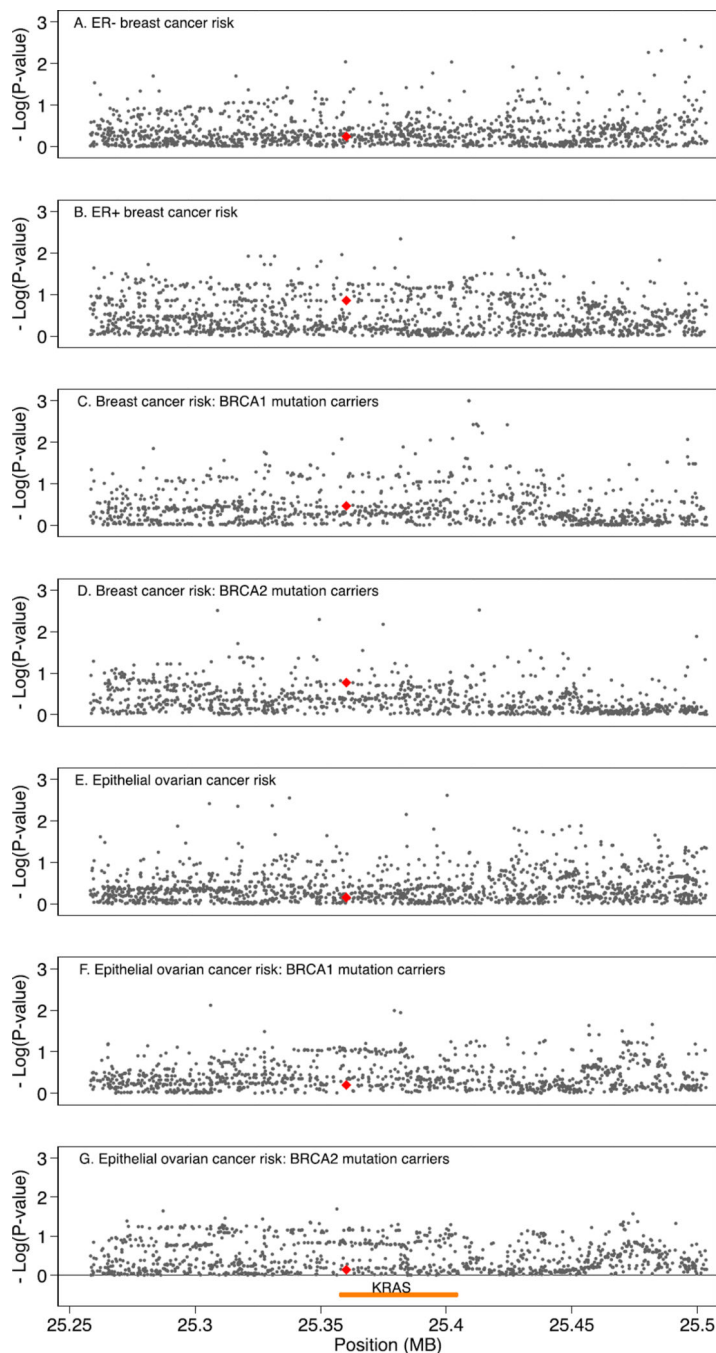 A. ER- breast cancer risk
- Log(P-value)
3
2
1
0
B. ER+ breast cancer risk
- Log(P-value)
3
2
1
0
C. Breast cancer risk: BRCA1 mutation carriers
- Log(P-value)
3
2
1
0
D. Breast cancer risk: BRCA2 mutation carriers
- Log(P-value)
3
2
1
0
E. Epithelial ovarian cancer risk
- Log(P-value)
3
2
1
0
F. Epithelial ovarian cancer risk: BRCA1 mutation carriers
- Log(P-value)
3
2
1
0
G. Epithelial ovarian cancer risk: BRCA2 mutation carriers
- Log(P-value)
3
2
1
0
KRAS
25.25 25.3 25.35 25.4 25.45 25.5
Position (MB)